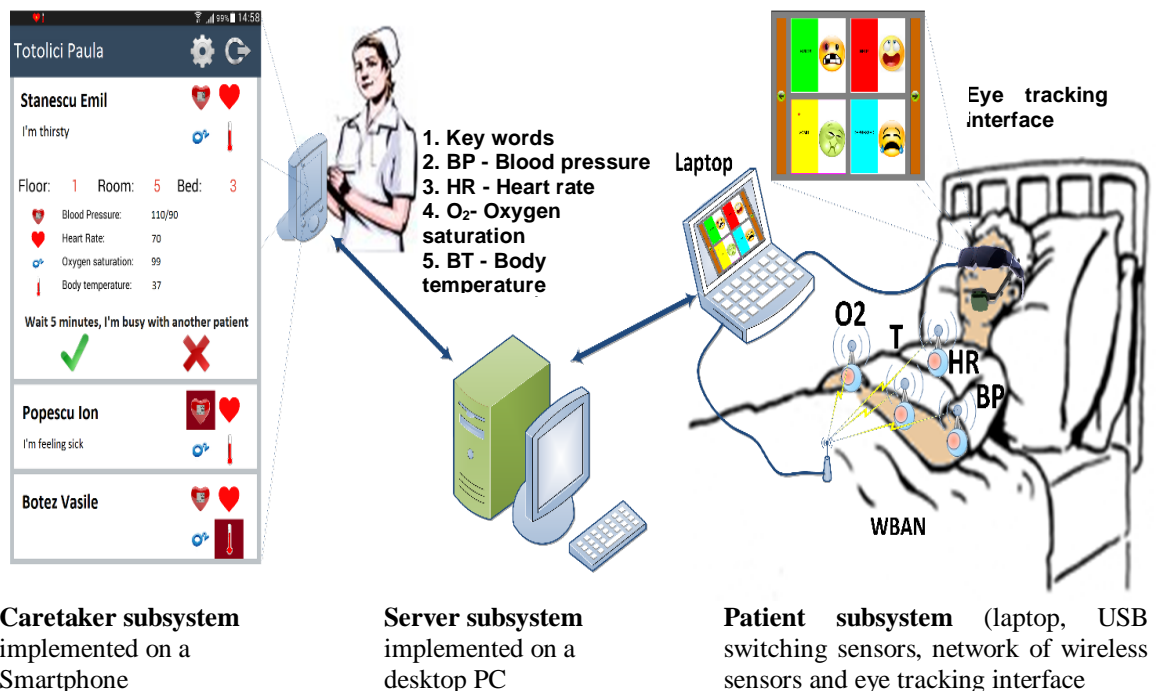 14:58
99%
Totolici Paula
Stanescu Emil
I'm thirsty
Floor: 1 Room: 5 Bed: 3
Blood Pressure: 110/90
Heart Rate: 70
Oxygen saturation: 99
Body temperature: 37
Wait 5 minutes, I'm busy with another patient
Popescu Ion
I'm feeling sick
Botez Vasile
1. Key words
2. BP - Blood pressure
3. HR - Heart rate
4. O₂- Oxygen
saturation
5. BT - Body
temperature
Laptop
Eye tracking
interface
O2
T
HR
BP
WBAN
Caretaker subsystem
implemented on a
Smartphone
Server subsystem
implemented on a
desktop PC
Patient subsystem (laptop, USB
switching sensors, network of wireless
sensors and eye tracking interface